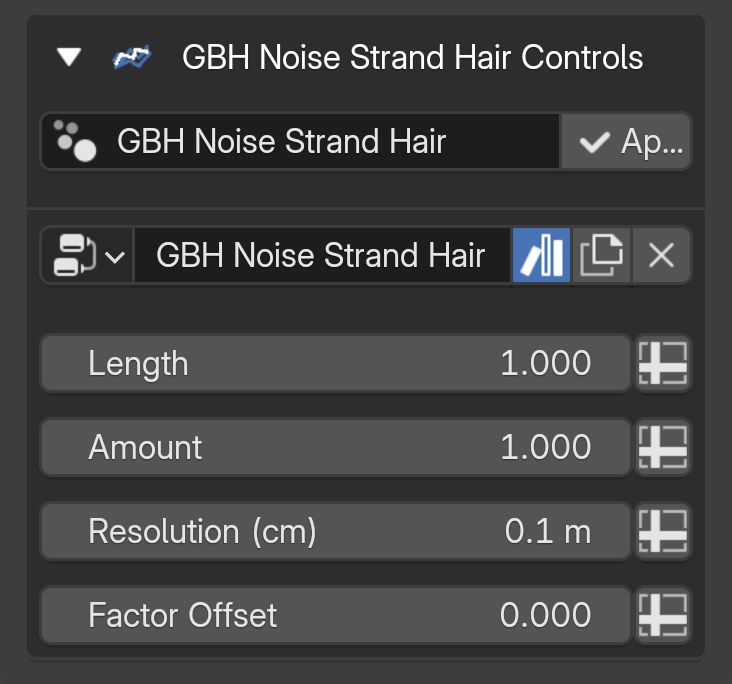 GBH Noise Strand Hair Controls
GBH Noise Strand Hair Ap...
GBH Noise Strand Hair
Length 1.000
Amount 1.000
Resolution (cm) 0.1 m
Factor Offset 0.000